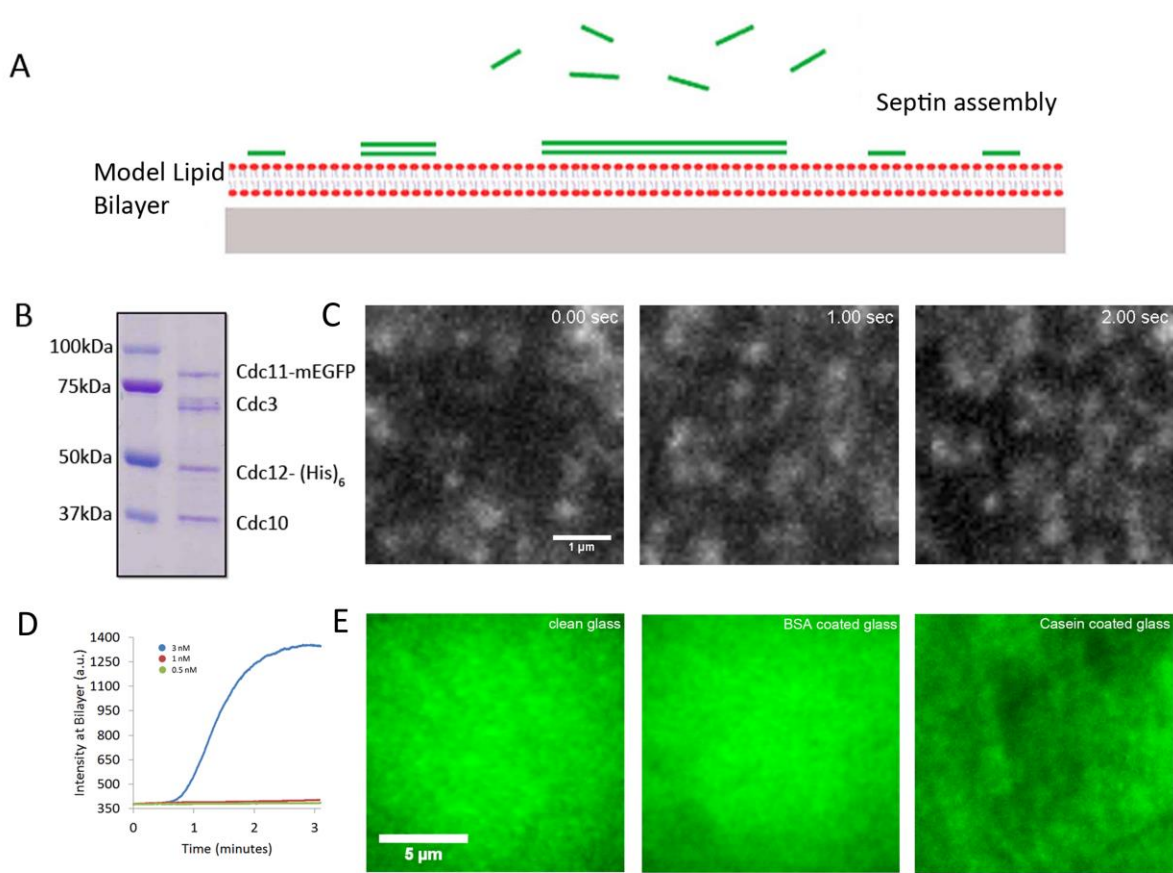 A
Septin assembly
Model Lipid
Bilayer
B
100kDa
75kDa
50kDa
37kDa
Cdc11-mEGFP
Cdc3
Cdc12- (His)6
Cdc10
C
0.00 sec
1.00 sec
2.00 sec
1 µm
D
1400
1250
1100
950
800
650
500
350
Intensity at Bilayer (a.u.)
3 nM
1 nM
0.5 nM
0
1
2
3
Time (minutes)
E
clean glass
BSA coated glass
Casein coated glass
5 µm